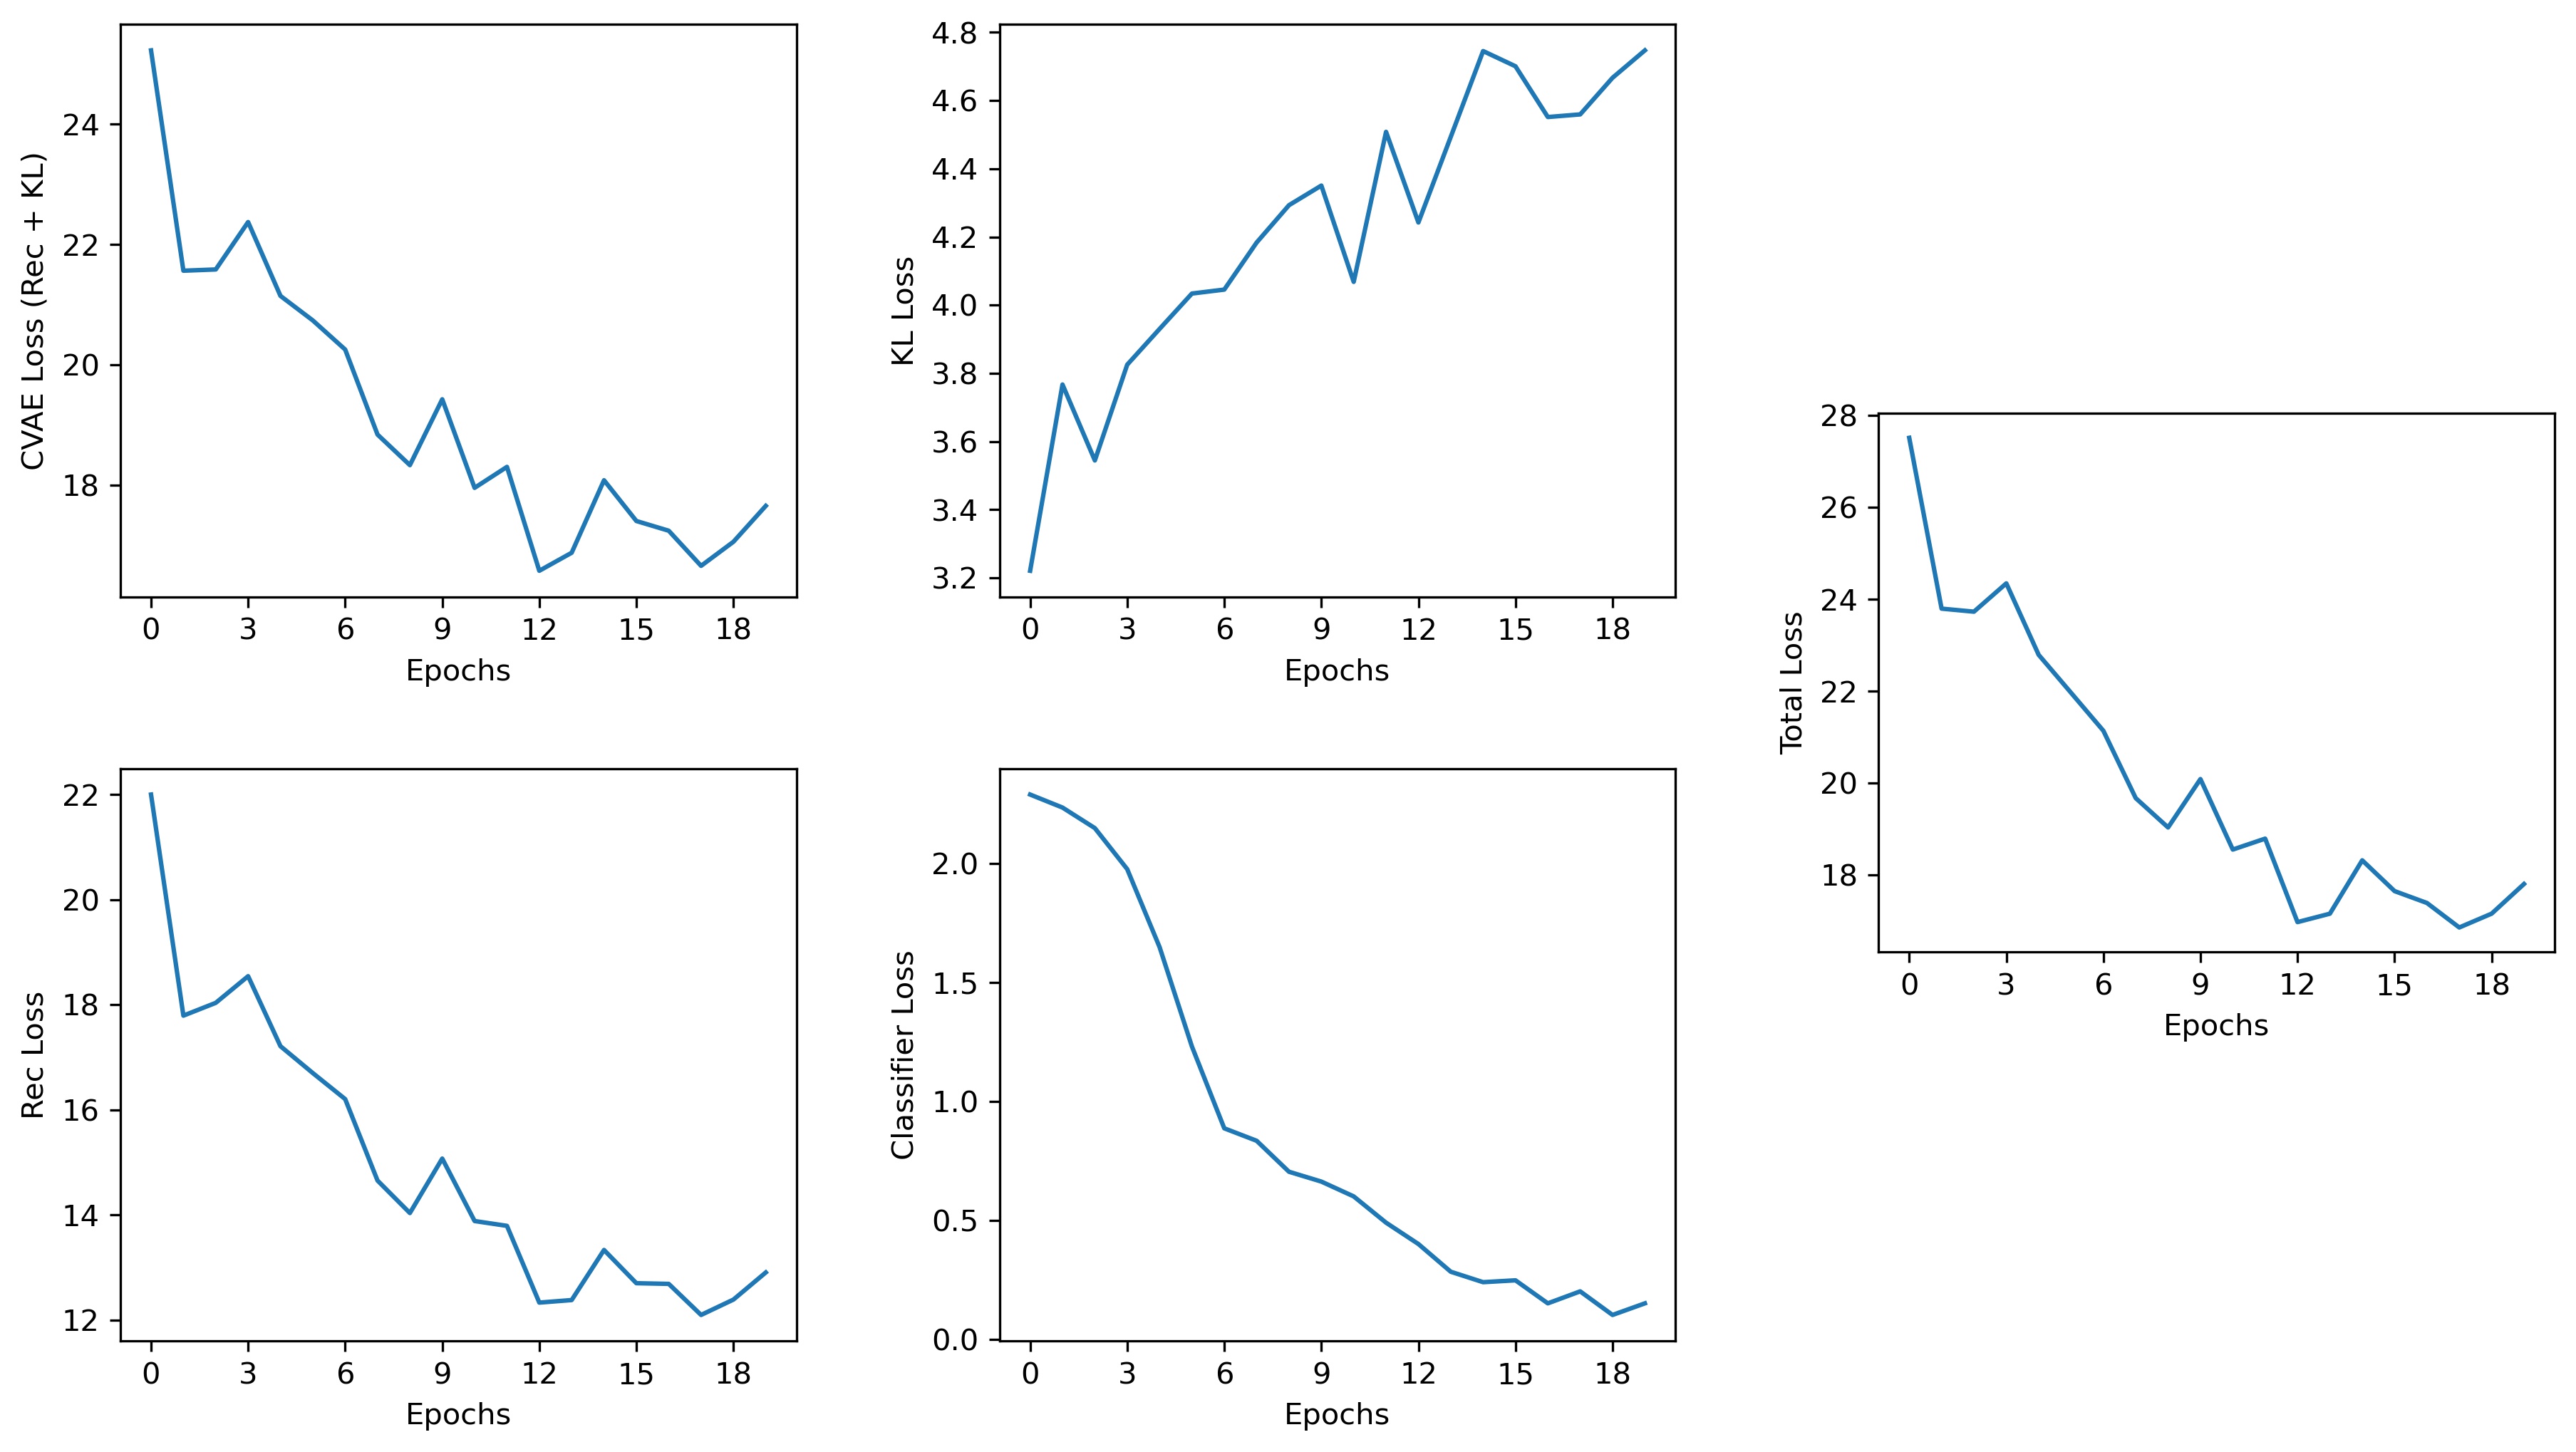 CVAE Loss (Rec + KL)
24
22
20
18
0 3 6 9 12 15 18
Epochs
KL Loss
4.8
4.6
4.4
4.2
4.0
3.8
3.6
3.4
3.2
0 3 6 9 12 15 18
Epochs
Rec Loss
22
20
18
16
14
12
0 3 6 9 12 15 18
Epochs
Classifier Loss
2.0
1.5
1.0
0.5
0.0
0 3 6 9 12 15 18
Epochs
Total Loss
28
26
24
22
20
18
0 3 6 9 12 15 18
Epochs